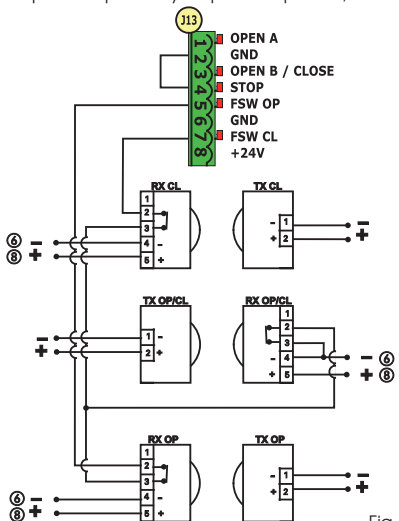 J13
1 OPEN A
2 GND
3 OPEN B / CLOSE
4 STOP
5 FSW OP
6 GND
7 FSW CL
8 +24V
RX CL
1
2
3
4 -
5 +
6 -
8 +
TX CL
- 1 -
+ 2 +
TX OP/CL
- 1 -
+ 2 +
RX OP/CL
1
2
3
- 4 - 6
+ 5 + 8
RX OP
1
2
3
6 - 4 -
8 + 5 +
TX OP
- 1 -
+ 2 +
Fig